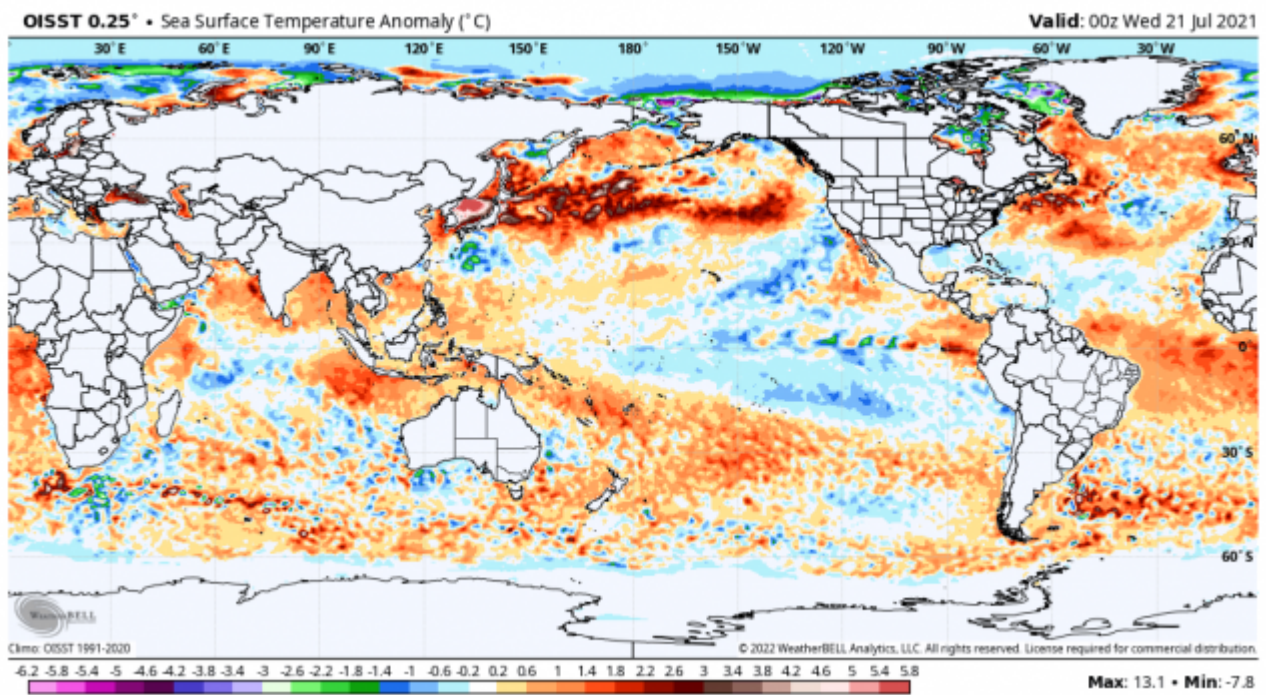 OISST 0.25° • Sea Surface Temperature Anomaly (°C)
Valid: 00z Wed 21 Jul 2021
30°E 60°E 90°E 120°E 150°E 180° 150°W 120°W 90°W 60°W 30°W
60°N
30°N
0°
30°S
60°S
WeatherBELL
Climo: OISST 1991-2020
© 2022 WeatherBELL Analytics, LLC. All rights reserved. License required for commercial distribution.
-6.2 -5.8 -5.4 -5 -4.6 -4.2 -3.8 -3.4 -3 -2.6 -2.2 -1.8 -1.4 -1 -0.6 -0.2 0.2 0.6 1 1.4 1.8 2.2 2.6 3 3.4 3.8 4.2 4.6 5 5.4 5.8
Max: 13.1 • Min: -7.8